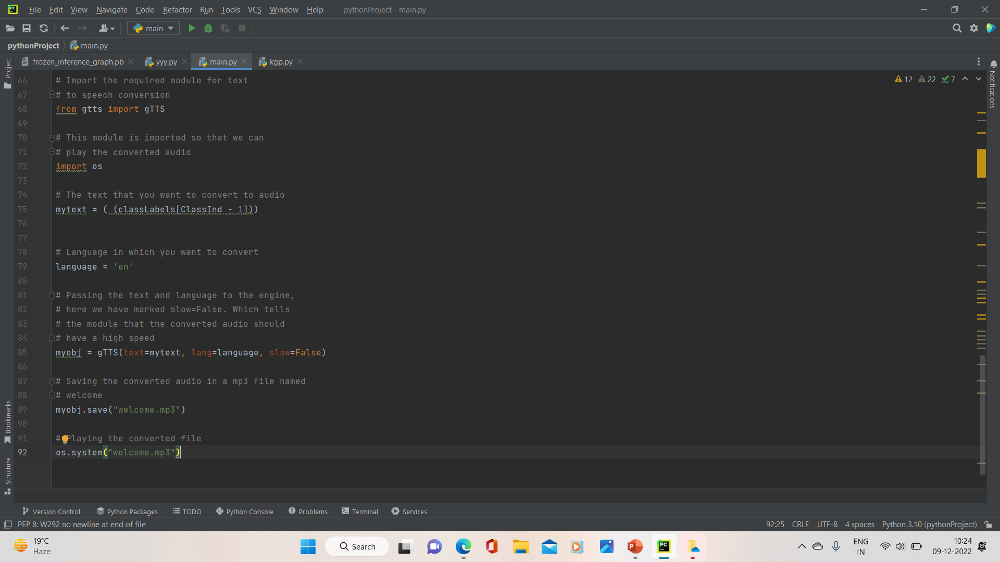 File Edit View Navigate Code Refactor Run Tools VCS Window Help pythonProject - main.py
main
pythonProject main.py
frozen_inference_graph.pb yyy.py main.py kgp.py
Project
Notifications
12 22 7
66 # Import the required module for text
67 # to speech conversion
68 from gtts import gTTS
69
70 # This module is imported so that we can
71 # play the converted audio
72 import os
73
74 # The text that you want to convert to audio
75 mytext = ( (classLabels[ClassInd - 1]))
76
77
78 # Language in which you want to convert
79 language = 'en'
80
81 # Passing the text and language to the engine,
82 # here we have marked slow=False. Which tells
83 # the module that the converted audio should
84 # have a high speed
85 myobj = gTTS(text=mytext, lang=language, slow=False)
86
87 # Saving the converted audio in a mp3 file named
88 # welcome
89 myobj.save("welcome.mp3")
90
91 # Playing the converted file
92 os.system("welcome.mp3")
Bookmarks
Structure
Version Control Python Packages TODO Python Console Problems Terminal Services
PEP 8: W292 no newline at end of file 92:25 CRLF UTF-8 4 spaces Python 3.10 (pythonProject)
19°C
Haze
Search
ENG
IN
10:24
09-12-2022